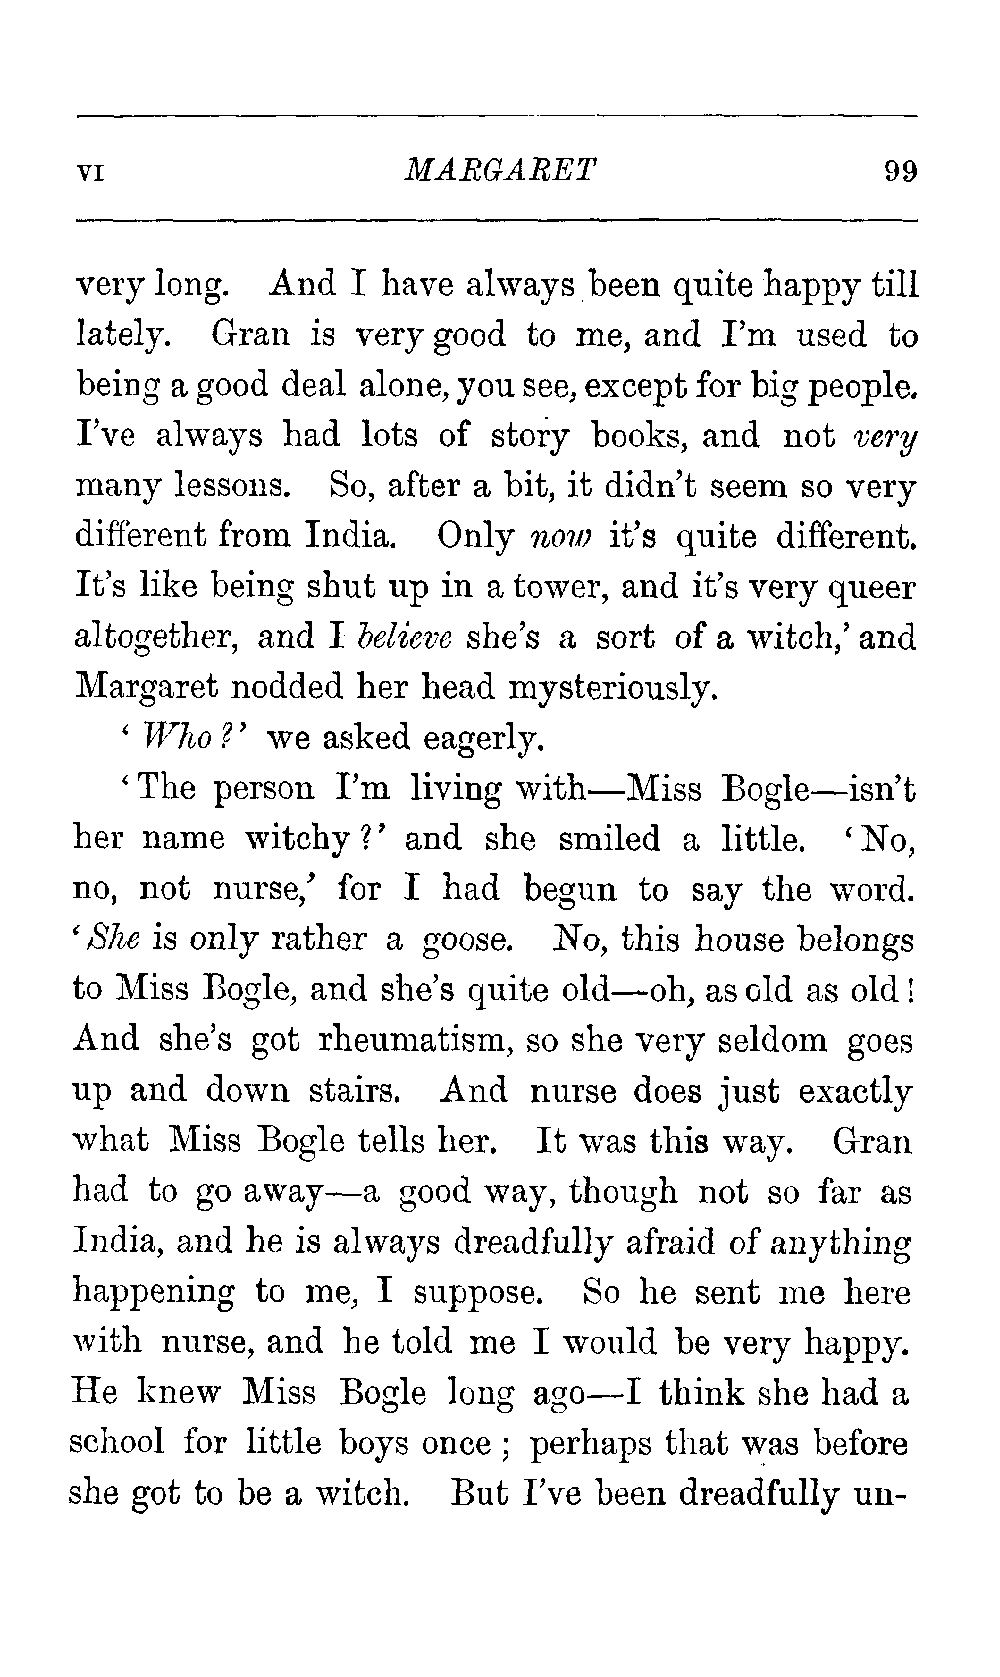 VI MARGARET 99
very long. And I have always been quite happy till
lately. Gran is very good to me, and I'm used to
being a good deal alone, you see, except for big people.
I've always had lots of story books, and not very
many lessons. So, after a bit, it didn't seem so very
different from India. Only now it's quite different.
It's like being shut up in a tower, and it's very queer
altogether, and I believe she's a sort of a witch,' and
Margaret nodded her head mysteriously.
'Who?' we asked eagerly.
'The person I'm living with—Miss Bogle—isn't
her name witchy?' and she smiled a little. 'No,
no, not nurse,' for I had begun to say the word.
'She is only rather a goose. No, this house belongs
to Miss Bogle, and she's quite old—oh, as old as old!
And she's got rheumatism, so she very seldom goes
up and down stairs. And nurse does just exactly
what Miss Bogle tells her. It was this way. Gran
had to go away—a good way, though not so far as
India, and he is always dreadfully afraid of anything
happening to me, I suppose. So he sent me here
with nurse, and he told me I would be very happy.
He knew Miss Bogle long ago—I think she had a
school for little boys once; perhaps that was before
she got to be a witch. But I've been dreadfully un-